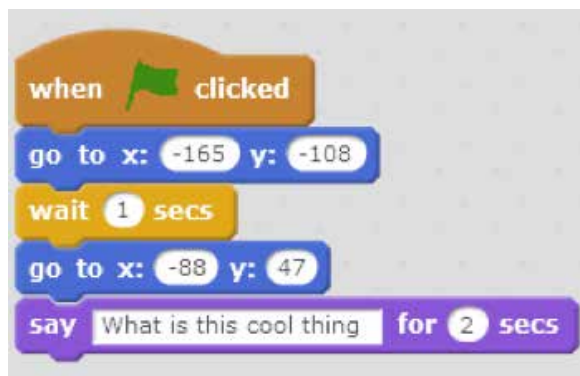 when clicked
go to x: -165 y: -108
wait 1 secs
go to x: -88 y: 47
say What is this cool thing for 2 secs